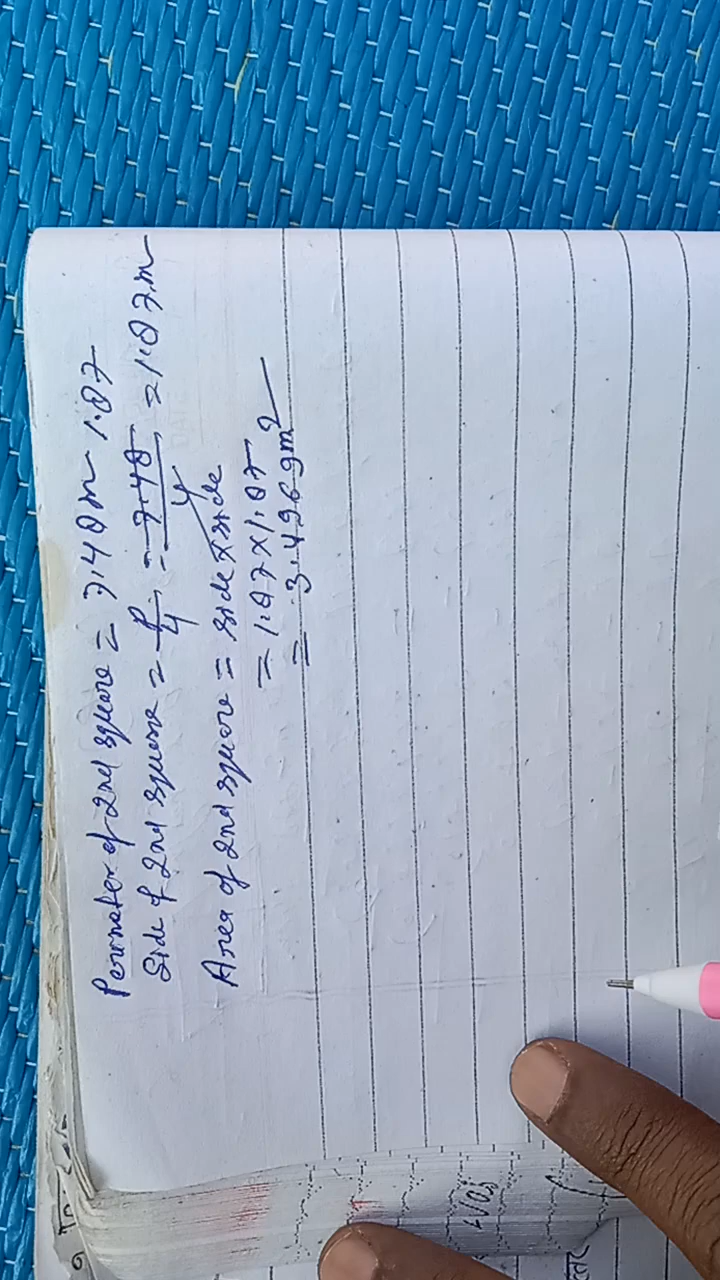 Perimater of 2nd square = 7.48m 1.87
Side of 2nd square = P/4 = 7.48/4 = 1.87m
Area of 2nd square = side x side
= 1.87 x 1.87
= 3.4969m²